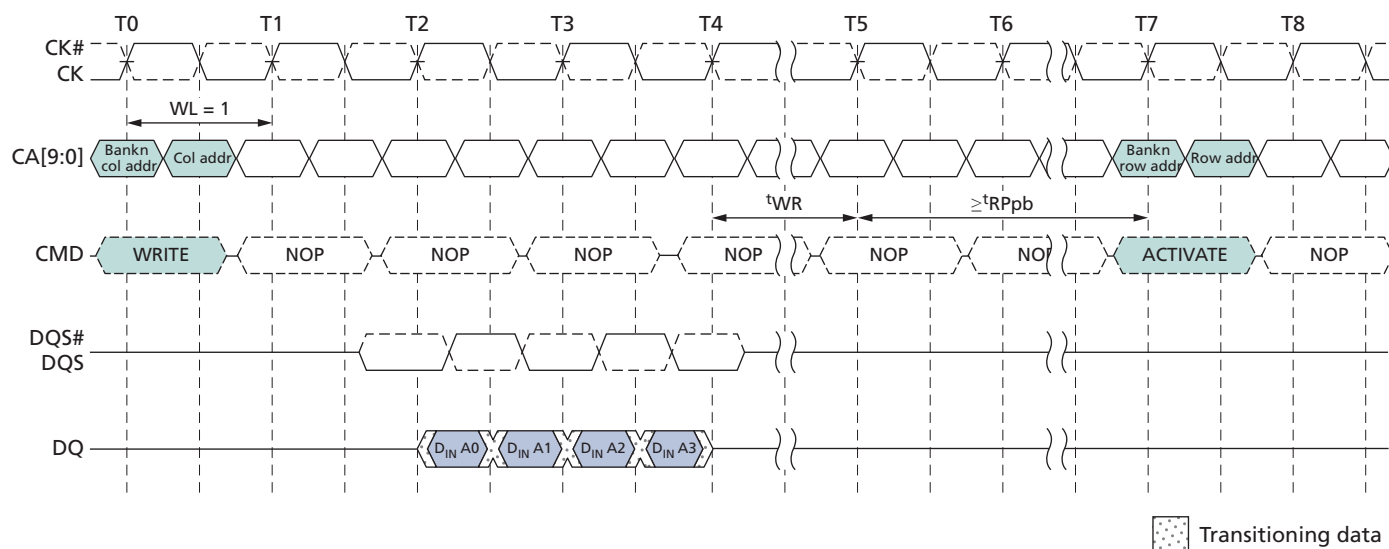 T0 T1 T2 T3 T4 T5 T6 T7 T8
CK#
CK
WL = 1
CA[9:0] Bankn col addr Col addr Bankn row addr Row addr
tWR ≥tRPpb
CMD WRITE NOP NOP NOP NOP NOP NOP ACTIVATE NOP
DQS#
DQS
DQ DIN A0 DIN A1 DIN A2 DIN A3
Transitioning data